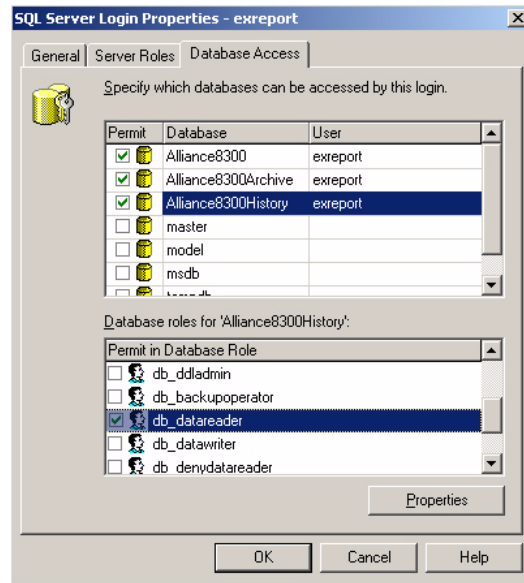 SQL Server Login Properties - exreport
General Server Roles Database Access
Specify which databases can be accessed by this login.
Permit Database User
Alliance8300 exreport
Alliance8300Archive exreport
Alliance8300History exreport
master
model
msdb
tempdb
Database roles for 'Alliance8300History':
Permit in Database Role
db_ddladmin
db_backupoperator
db_datareader
db_datawriter
db_denydatareader
Properties
OK Cancel Help